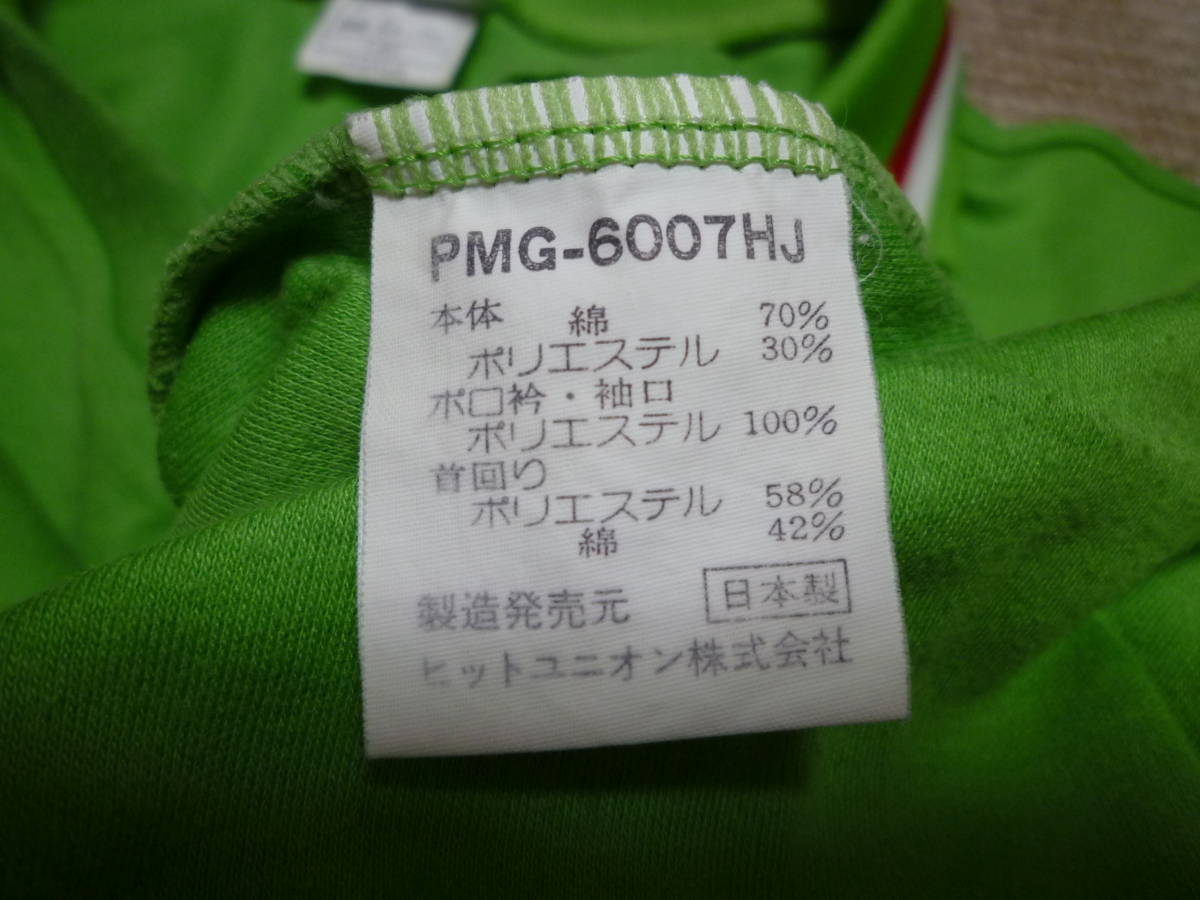 PMG-6007HJ
本体 綿 70%
ポリエステル 30%
ポロ衿・袖口
ポリエステル 100%
首回り
ポリエステル 58%
綿 42%
製造発売元 日本製
ヒットユニオン株式会社